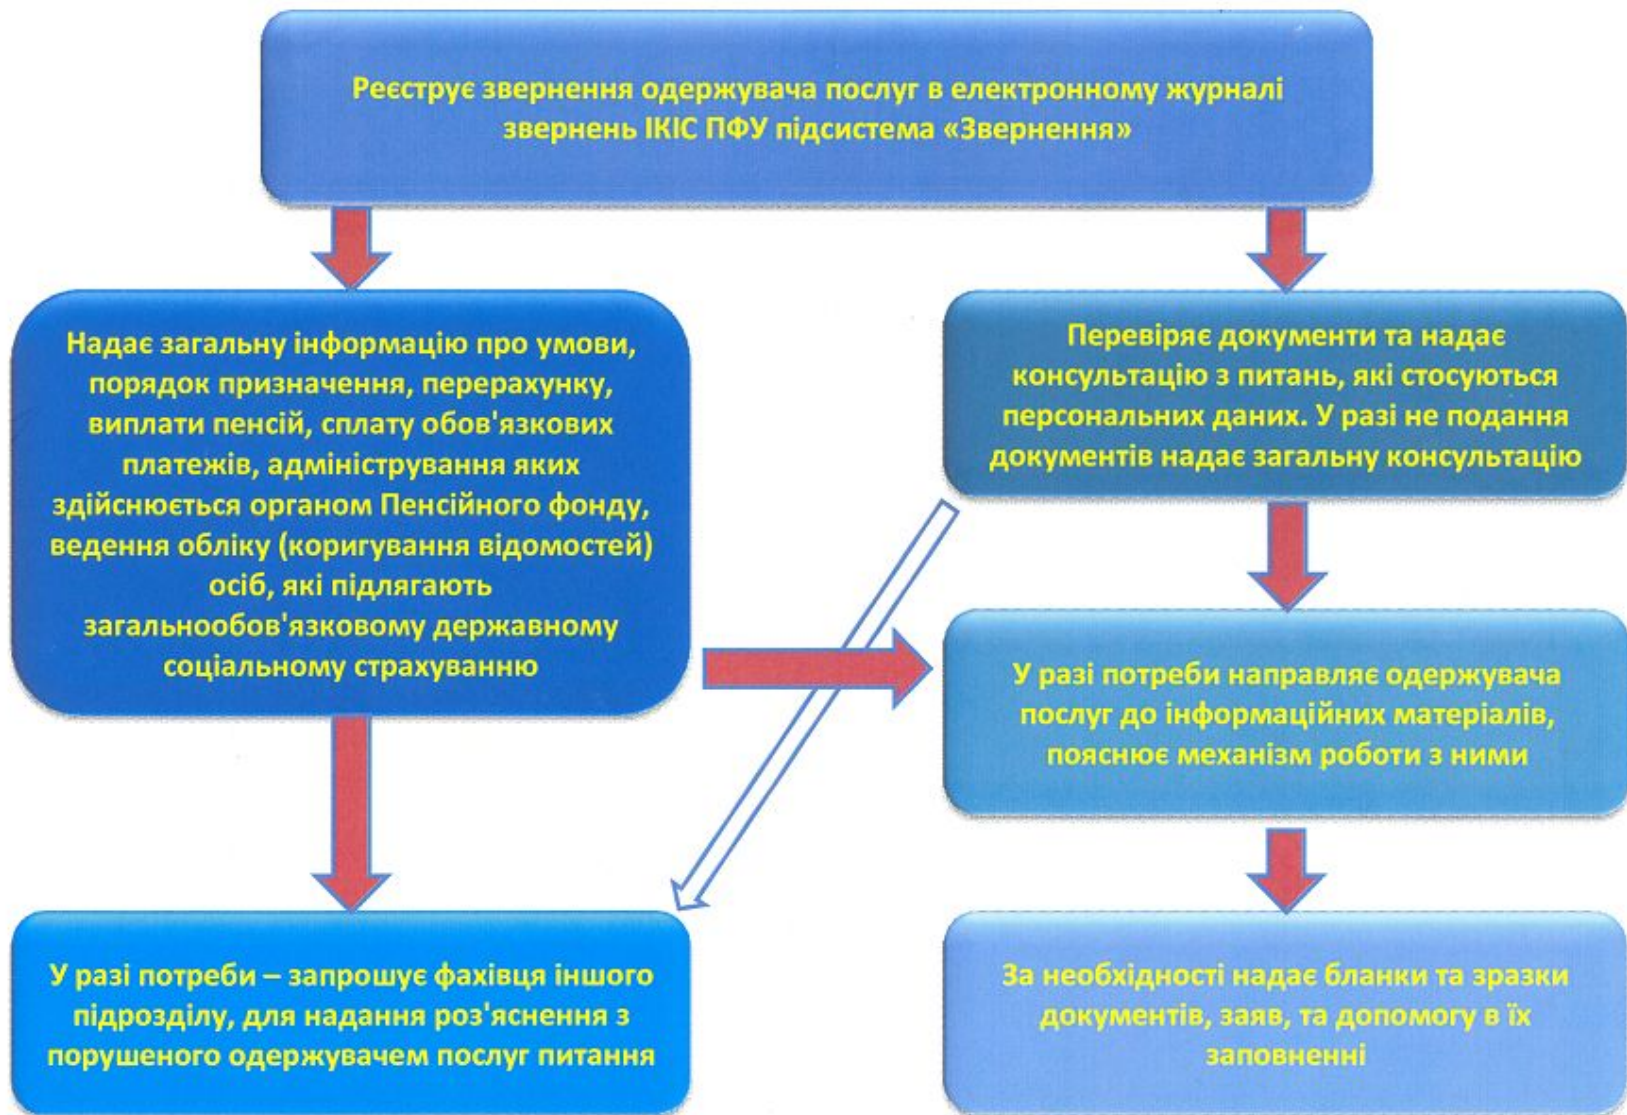 Реєструє звернення одержувача послуг в електронному журналі
звернень ІКІС ПФУ підсистема «Звернення»
Надає загальну інформацію про умови,
порядок призначення, перерахунку,
виплати пенсій, сплату обов'язкових
платежів, адміністрування яких
здійснюється органом Пенсійного фонду,
ведення обліку (коригування відомостей)
осіб, які підлягають
загальнообов'язковому державному
соціальному страхуванню
Перевіряє документи та надає
консультацію з питань, які стосуються
персональних даних. У разі не подання
документів надає загальну консультацію
У разі потреби направляє одержувача
послуг до інформаційних матеріалів,
пояснює механізм роботи з ними
У разі потреби – запрошує фахівця іншого
підрозділу, для надання роз'яснення з
порушеного одержувачем послуг питання
За необхідності надає бланки та зразки
документів, заяв, та допомогу в їх
заповненні